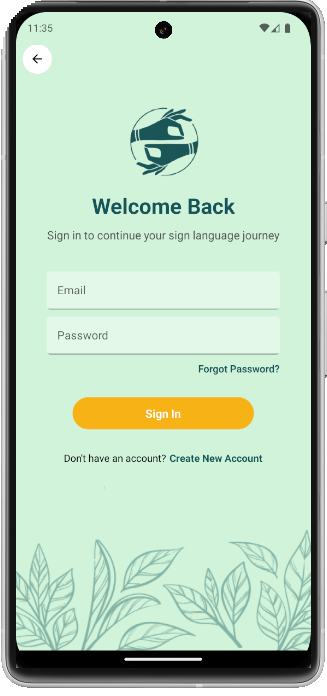 11:35
Welcome Back
Sign in to continue your sign language journey
Email
Password
Forgot Password?
Sign In
Don't have an account? Create New Account